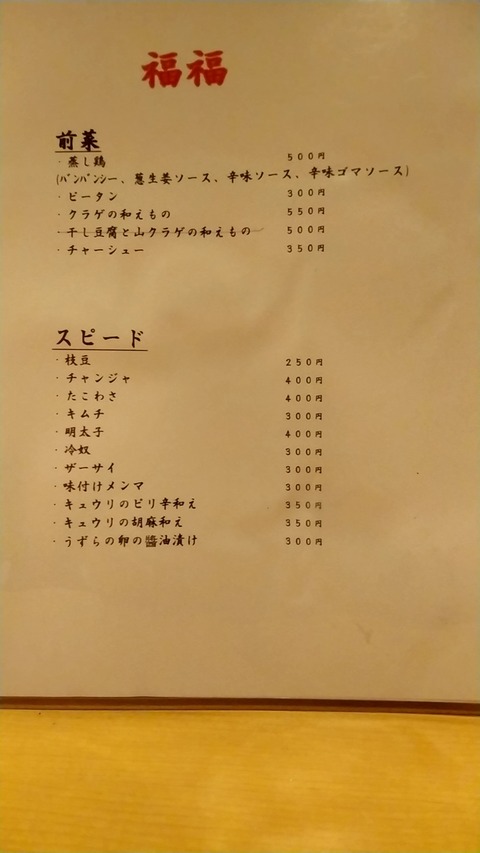 福福
前菜
・蒸し鶏 500円
(バンバンシー、葱生姜ソース、辛味ソース、辛味ゴマソース)
・ピータン 300円
・クラゲの和えもの 550円
・干し豆腐と山クラゲの和えもの 500円
・チャーシュー 350円
スピード
・枝豆 250円
・チャンジャ 400円
・たこわさ 400円
・キムチ 300円
・明太子 400円
・冷奴 300円
・ザーサイ 300円
・味付けメンマ 300円
・キュウリのピリ辛和え 350円
・キュウリの胡麻和え 350円
・うずらの卵の醬油漬け 300円